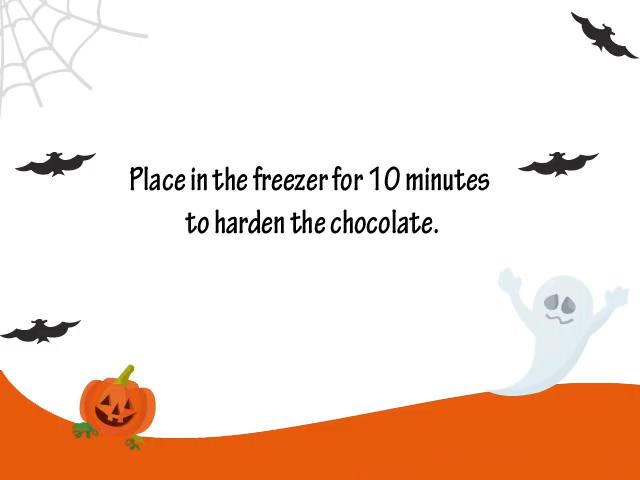 Place in the freezer for 10 minutes
to harden the chocolate.